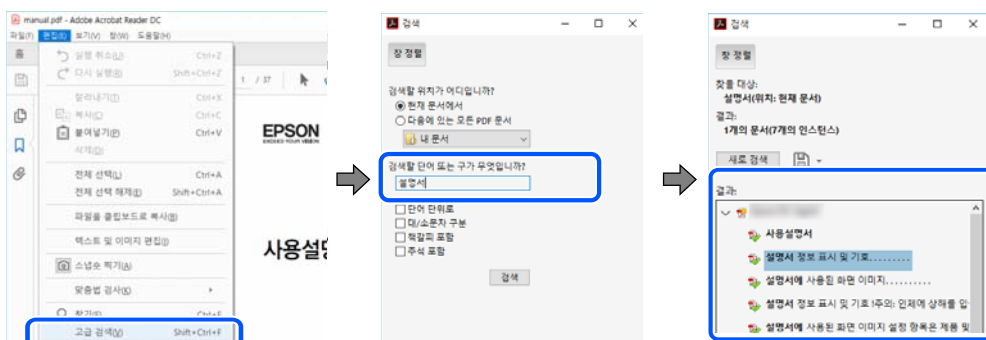 manual.pdf - Adobe Acrobat Reader DC
파일(F) 편집(E) 보기(V) 창(W) 도움말(H)
홈
실행 취소(U) Ctrl+Z
다시 실행(R) Shift+Ctrl+Z
1 / 37
잘라내기(T) Ctrl+X
복사(C) Ctrl+C
붙여넣기(P) Ctrl+V
삭제(D)
전체 선택(L) Ctrl+A
전체 선택 해제(E) Shift+Ctrl+A
파일을 클립보드로 복사(B)
텍스트 및 이미지 편집(I)
스냅숏 찍기(A)
맞춤법 검사(K)
찾기(F) Ctrl+F
고급 검색(V) Shift+Ctrl+F
EPSON
EXCEED YOUR VISION
사용설명
검색
창 정렬
검색할 위치가 어디입니까?
현재 문서에서
다음에 있는 모든 PDF 문서
내 문서
검색할 단어 또는 구가 무엇입니까?
설명서
단어 단위로
대/소문자 구분
책갈피 포함
주석 포함
검색
검색
창 정렬
찾을 대상:
설명서(위치: 현재 문서)
결과:
1개의 문서(7개의 인스턴스)
새로 검색
결과:
사용설명서
설명서 정보 표시 및 기호.........
설명서에 사용된 화면 이미지..........
설명서 정보 표시 및 기호 !주의: 인체에 상해를 입
설명서에 사용된 화면 이미지 설정 항목은 제품 및